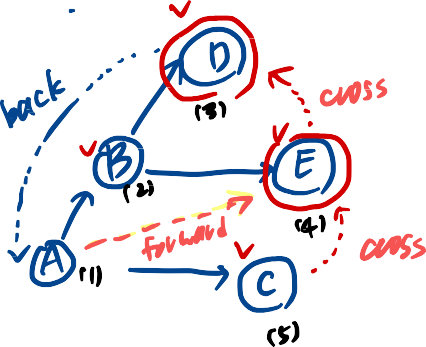 D
(3)
back
cross
B
(2)
E
(4)
A
(1)
forward
C
cross
(5)